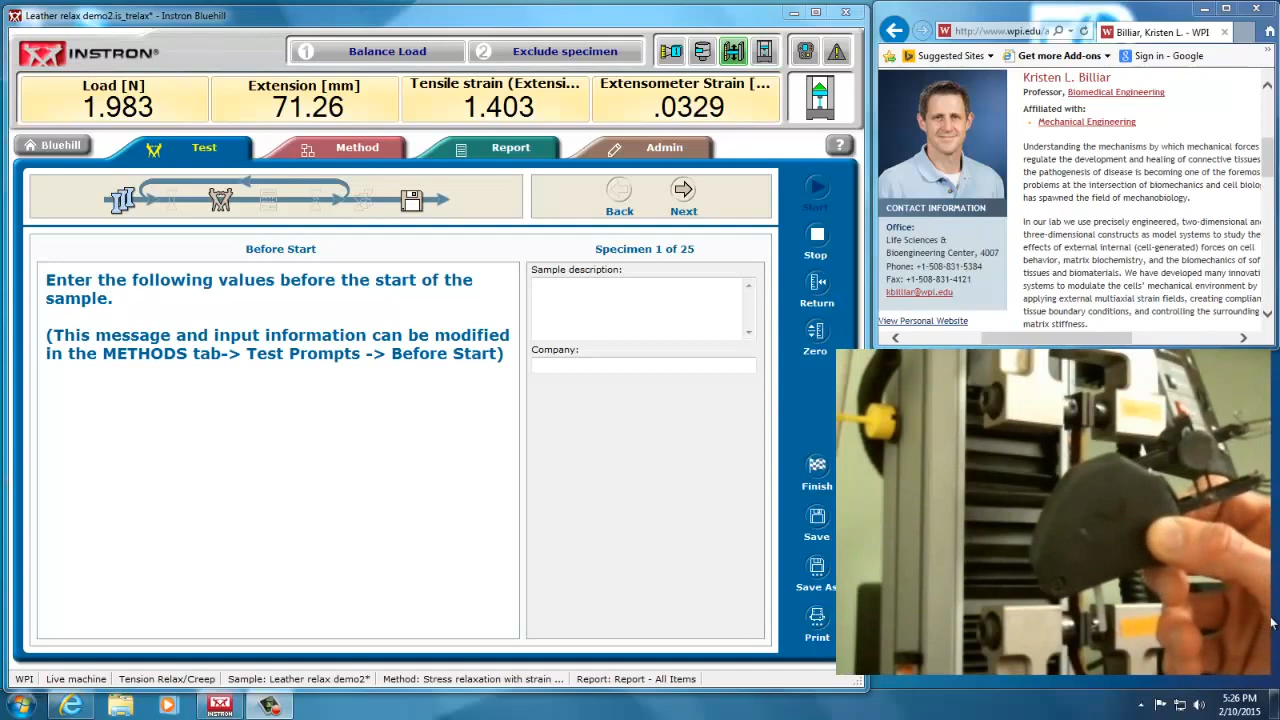 Leather relax demo2.is_trelax* - Instron Bluehill
INSTRON®
1 Balance Load
2 Exclude specimen
Load [N]
1.983
Extension [mm]
71.26
Tensile strain (Extensi...
1.403
Extensometer Strain [...
.0329
Bluehill
Test
Method
Report
Admin
?
Back
Next
Before Start
Specimen 1 of 25
Enter the following values before the start of the
sample.
(This message and input information can be modified
in the METHODS tab-> Test Prompts -> Before Start)
Sample description:
Company:
Start
Stop
Return
Zero
Finish
Save
Save As
Print
WPI
Live machine
Tension Relax/Creep
Sample: Leather relax demo2*
Method: Stress relaxation with strain ...
Report: Report - All Items
http://www.wpi.edu/a
Billiar, Kristen L. - WPI
Suggested Sites
Get more Add-ons
Sign in - Google
Kristen L. Billiar
Professor, Biomedical Engineering
Affiliated with:
Mechanical Engineering
Understanding the mechanisms by which mechanical forces
regulate the development and healing of connective tissues
the pathogenesis of disease is becoming one of the foremos
problems at the intersection of biomechanics and cell biolog
has spawned the field of mechanobiology.
In our lab we use precisely engineered, two-dimensional and
three-dimensional constructs as model systems to study the
effects of external internal (cell-generated) forces on cell
behavior, matrix biochemistry, and the biomechanics of sof
tissues and biomaterials. We have developed many innovati
systems to modulate the cells' mechanical environment by
applying external multiaxial strain fields, creating complian
tissue boundary conditions, and controlling the surrounding
matrix stiffness.
CONTACT INFORMATION
Office:
Life Sciences &
Bioengineering Center, 4007
Phone: +1-508-831-5384
Fax: +1-508-831-4121
kbilliar@wpi.edu
View Personal Website
INSTRON
5:26 PM
2/10/2015